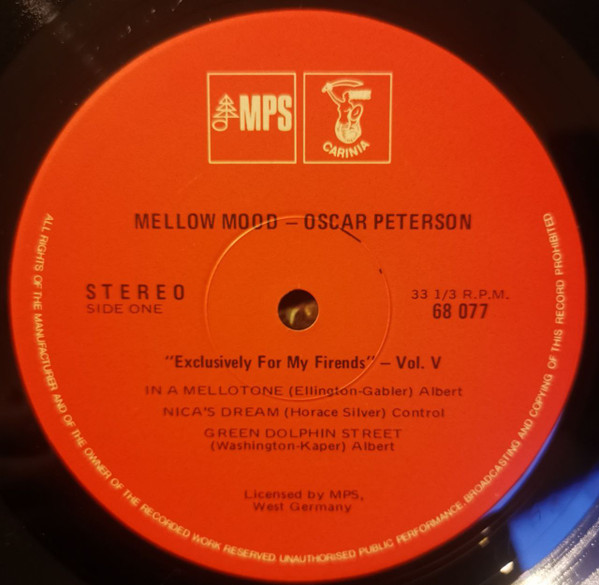 MPS
CARINIA
MELLOW MOOD – OSCAR PETERSON
STEREO
SIDE ONE
33 1/3 R.P.M.
68 077
"Exclusively For My Firends" – Vol. V
IN A MELLOTONE (Ellington-Gabler) Albert
NICA'S DREAM (Horace Silver) Control
GREEN DOLPHIN STREET
(Washington-Kaper) Albert
Licensed by MPS,
West Germany
ALL RIGHTS OF THE MANUFACTURER AND OF THE OWNER OF THE RECORDED WORK RESERVED. UNAUTHORISED PUBLIC PERFORMANCE, BROADCASTING AND COPYING OF THIS RECORD PROHIBITED